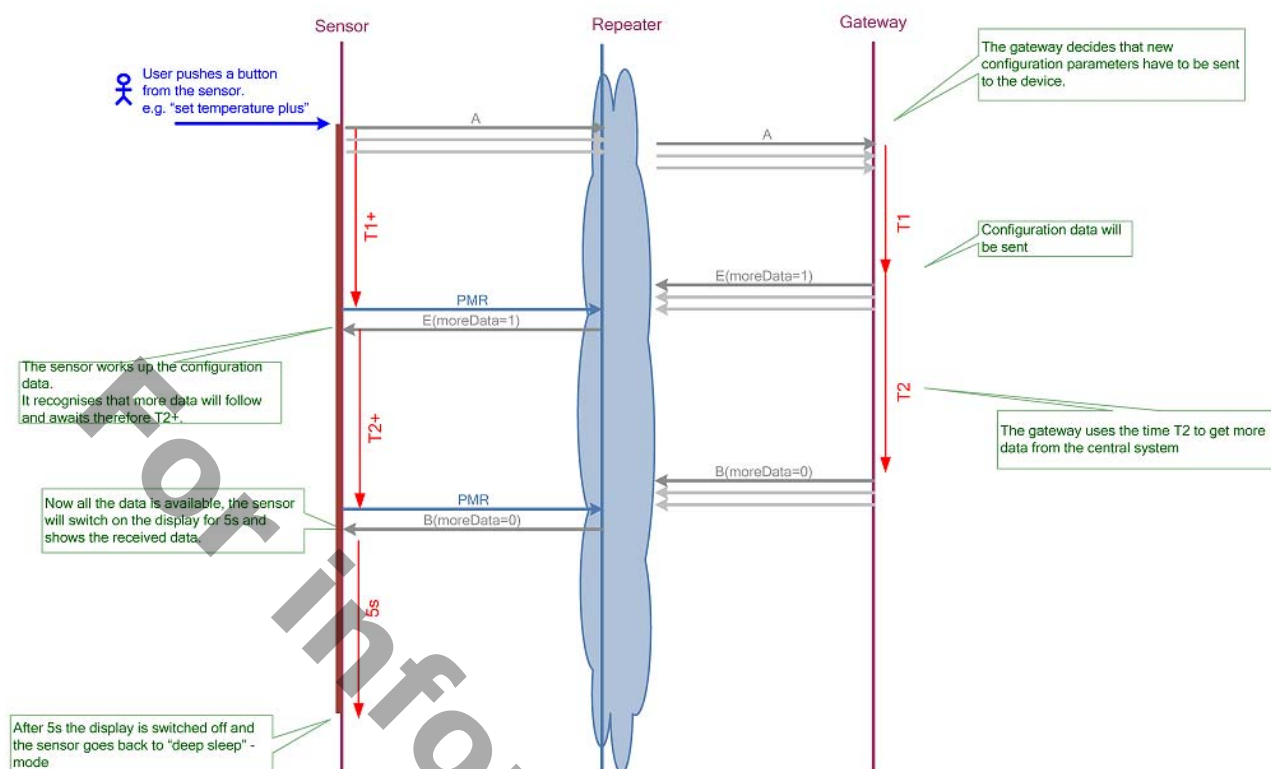 Sensor
Repeater
Gateway
The gateway decides that new
configuration parameters have to be sent
to the device.
User pushes a button
from the sensor.
e.g. “set temperature plus”
A
A
T1+
T1
Configuration data will
be sent
E(moreData=1)
PMR
E(moreData=1)
The sensor works up the configuration
data.
It recognises that more data will follow
and awaits therefore T2+.
T2+
T2
The gateway uses the time T2 to get more
data from the central system
B(moreData=0)
Now all the data is available, the sensor
will switch on the display for 5s and
shows the received data.
PMR
B(moreData=0)
5s
After 5s the display is switched off and
the sensor goes back to “deep sleep” -
mode
For infor